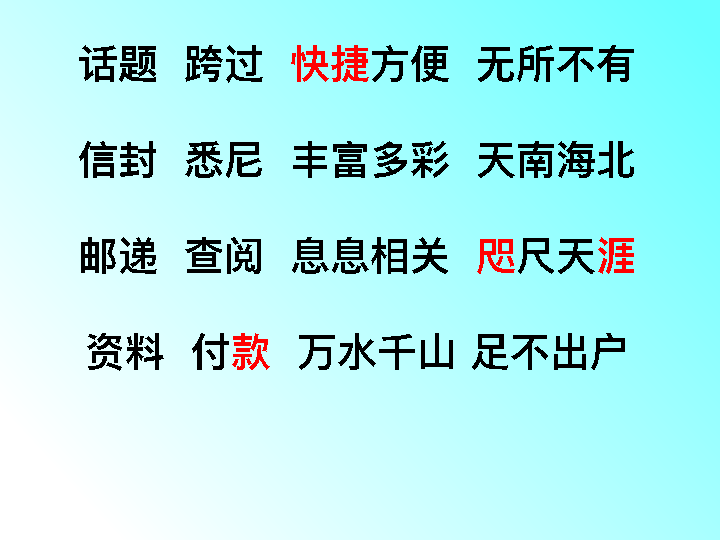 话题 跨过 快捷方便 无所不有
信封 悉尼 丰富多彩 天南海北
邮递 查阅 息息相关 咫尺天涯
资料 付款 万水千山 足不出户